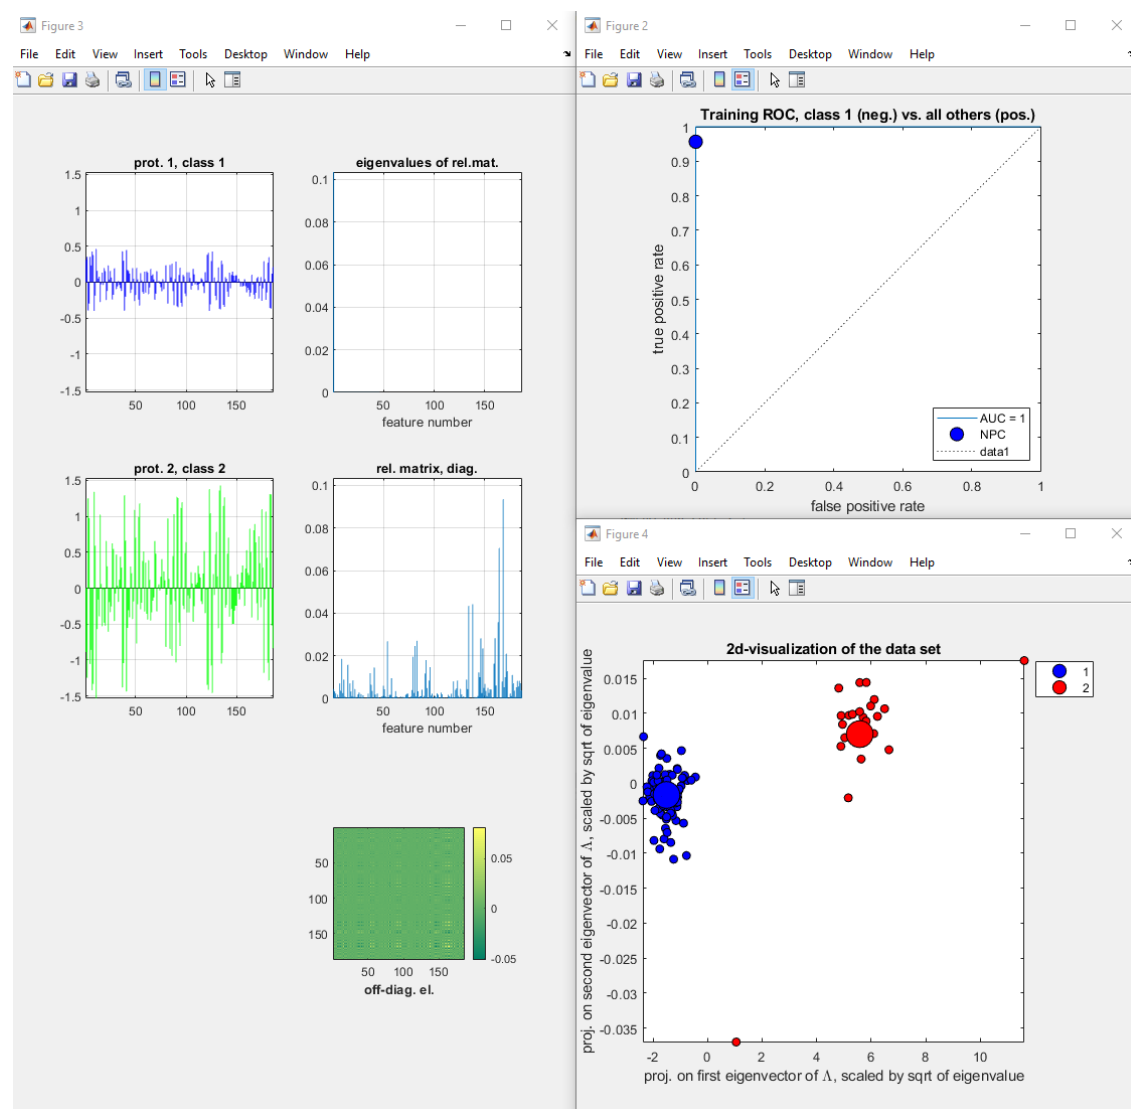 Figure 3
File Edit View Insert Tools Desktop Window Help
prot. 1, class 1
1.5
1
0.5
0
-0.5
-1
-1.5
50 100 150
eigenvalues of rel.mat.
0.1
0.08
0.06
0.04
0.02
0
50 100 150
feature number
prot. 2, class 2
1.5
1
0.5
0
-0.5
-1
-1.5
50 100 150
rel. matrix, diag.
0.1
0.08
0.06
0.04
0.02
0
50 100 150
feature number
50
100
150
50 100 150
off-diag. el.
0.05
0
-0.05
Figure 2
File Edit View Insert Tools Desktop Window Help
Training ROC, class 1 (neg.) vs. all others (pos.)
true positive rate
1
0.9
0.8
0.7
0.6
0.5
0.4
0.3
0.2
0.1
0
0 0.2 0.4 0.6 0.8 1
false positive rate
AUC = 1
NPC
data1
Figure 4
File Edit View Insert Tools Desktop Window Help
2d-visualization of the data set
proj. on second eigenvector of Λ, scaled by sqrt of eigenvalue
0.015
0.01
0.005
0
-0.005
-0.01
-0.015
-0.02
-0.025
-0.03
-0.035
-2 0 2 4 6 8 10
proj. on first eigenvector of Λ, scaled by sqrt of eigenvalue
1
2